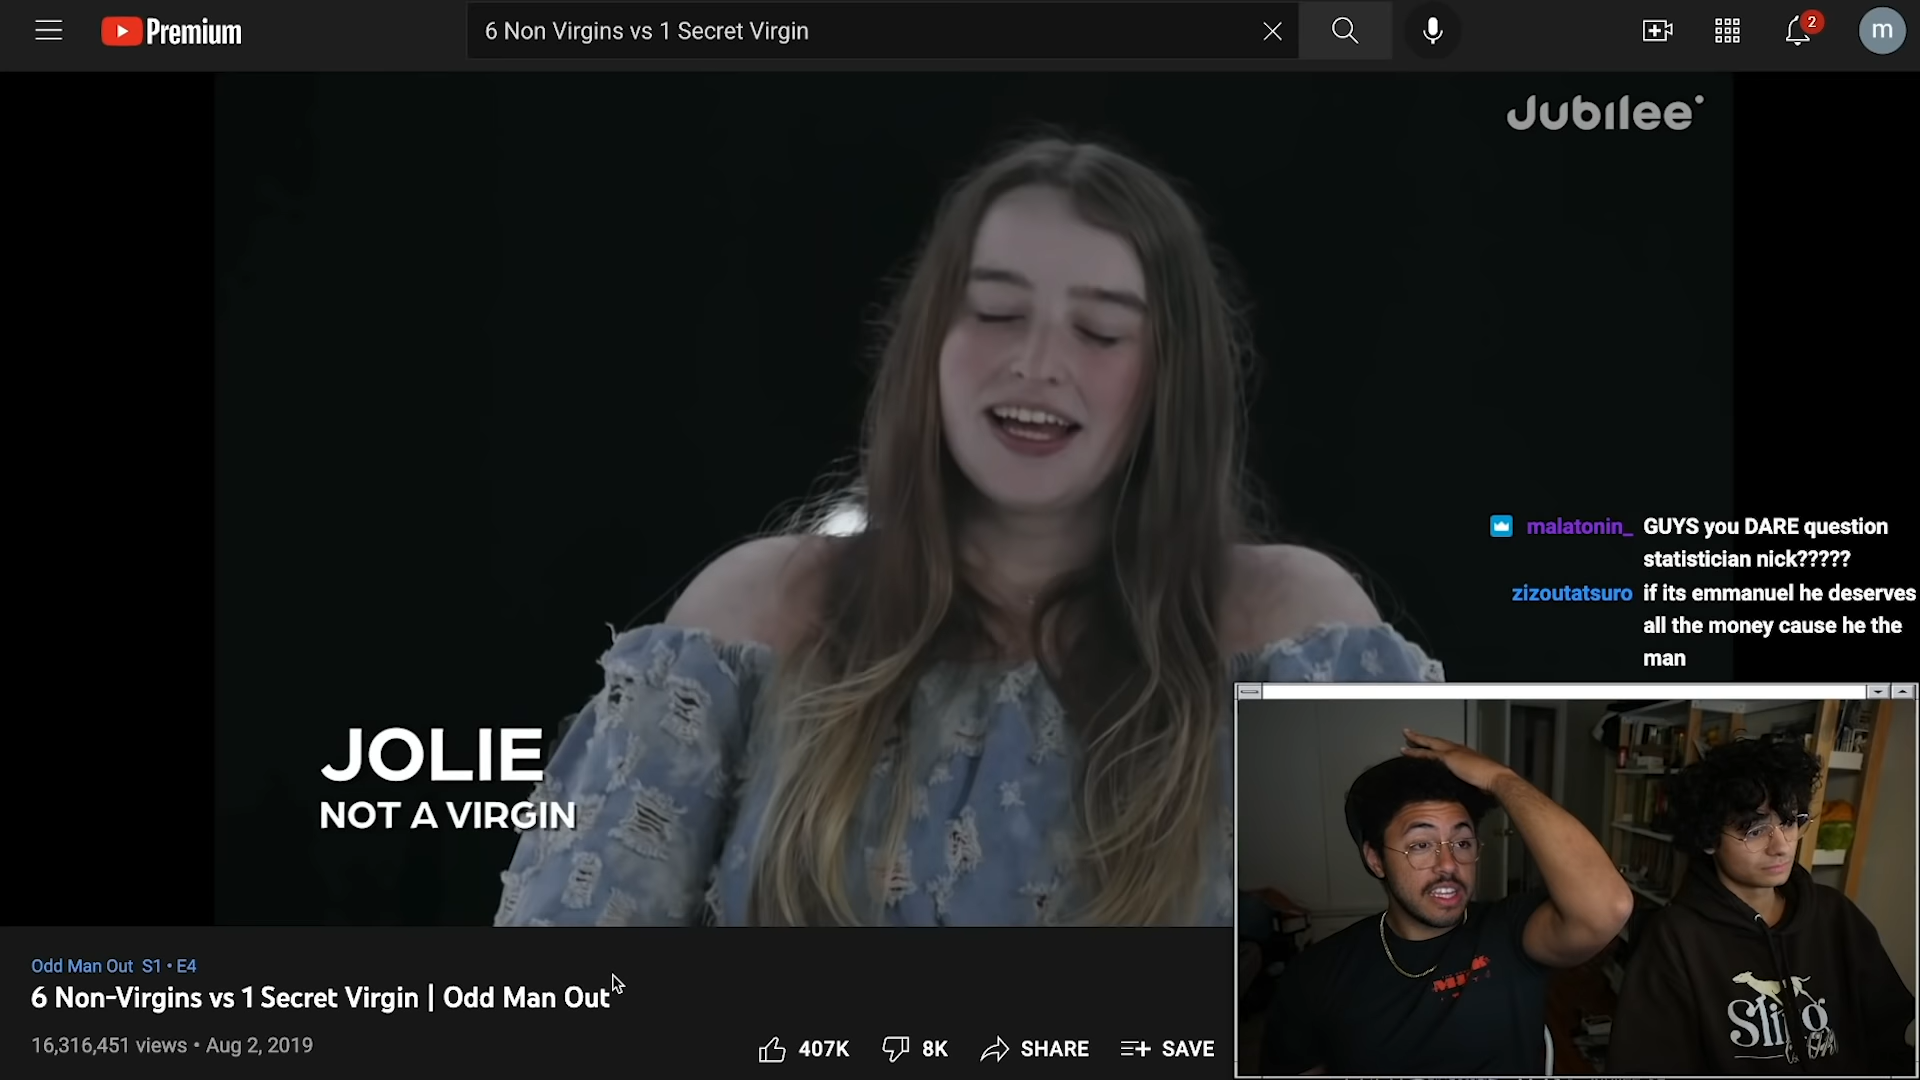 Premium
6 Non Virgins vs 1 Secret Virgin
2
m
Jubilee
malatonin_ GUYS you DARE question
statistician nick?????
zizoutatsuro if its emmanuel he deserves
all the money cause he the
man
JOLIE
NOT A VIRGIN
Odd Man Out S1 • E4
6 Non-Virgins vs 1 Secret Virgin | Odd Man Out
16,316,451 views • Aug 2, 2019
407K
8K
SHARE
SAVE